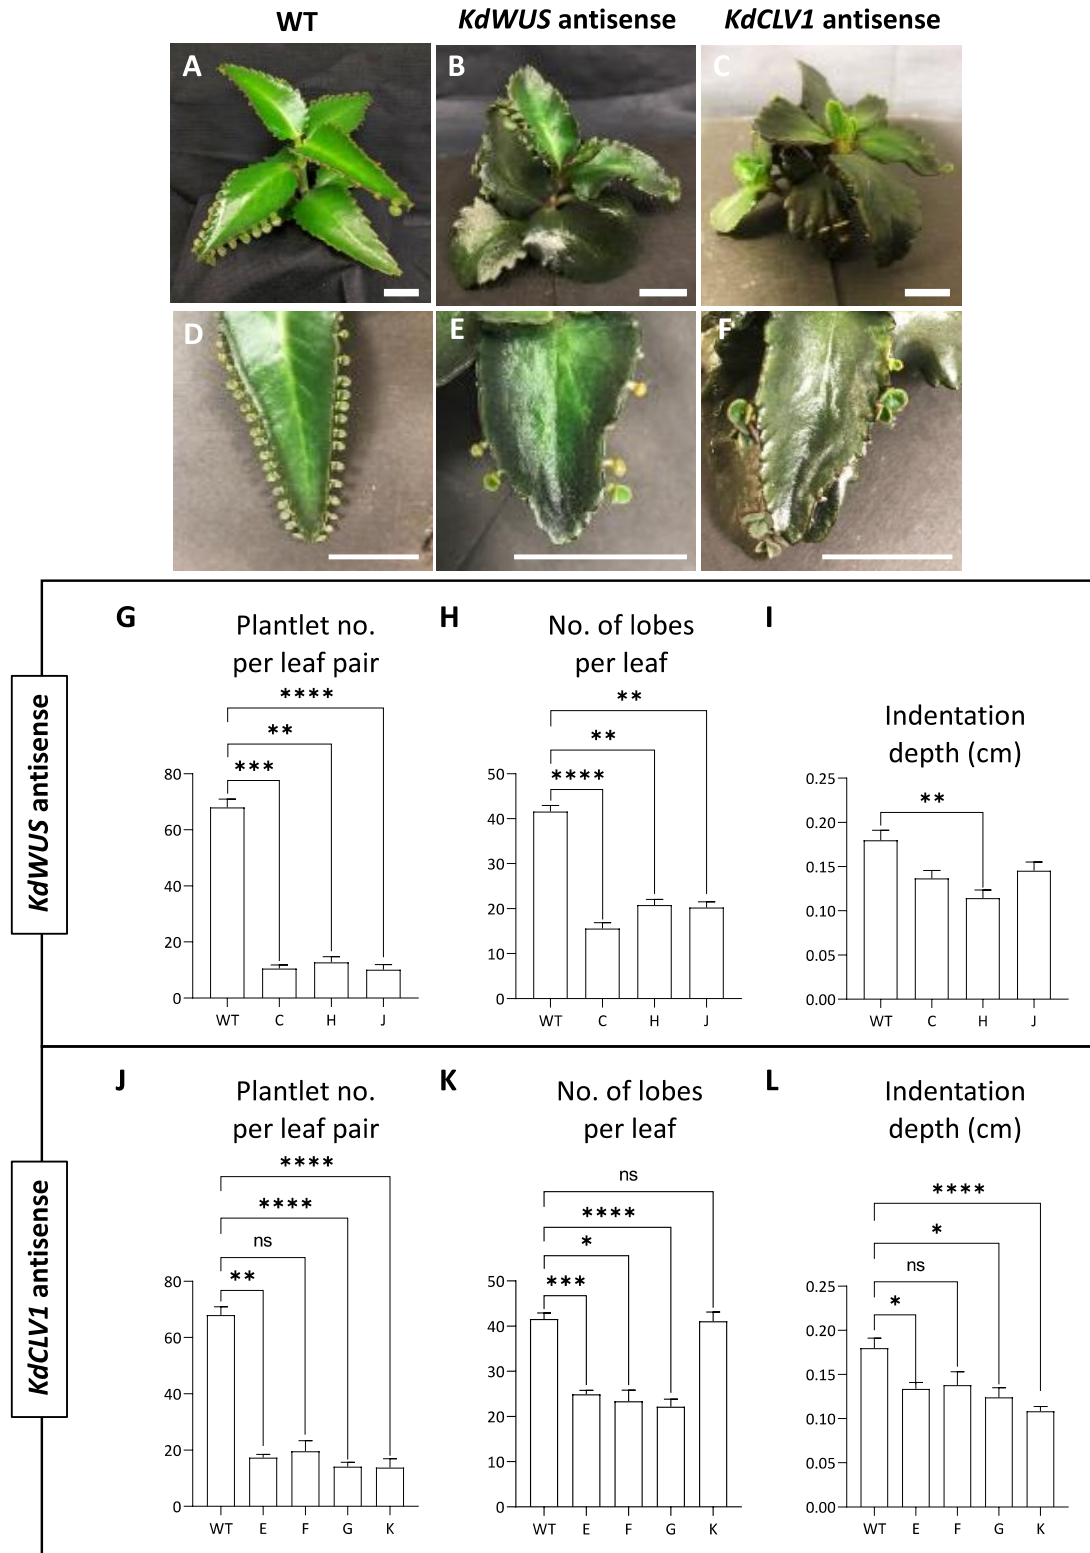 WT
KdWUS antisense
KdCLV1 antisense
A
B
C
D
E
F
KdWUS antisense
G
Plantlet no.
per leaf pair
****
**
***
80
60
40
20
0
WT C H J
H
No. of lobes
per leaf
**
**
****
50
40
30
20
10
0
WT C H J
I
Indentation
depth (cm)
**
0.25
0.20
0.15
0.10
0.05
0.00
WT C H J
KdCLV1 antisense
J
Plantlet no.
per leaf pair
****
****
ns
**
80
60
40
20
0
WT E F G K
K
No. of lobes
per leaf
ns
****
*
***
50
40
30
20
10
0
WT E F G K
L
Indentation
depth (cm)
****
*
ns
*
0.25
0.20
0.15
0.10
0.05
0.00
WT E F G K